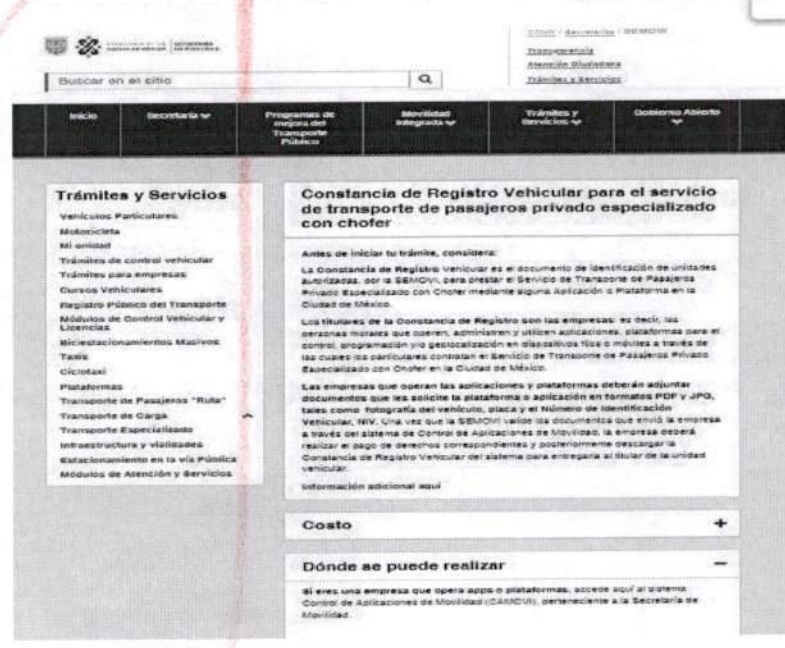 CDMX / Secretarías / SEMOVI
Transparencia
Atención Ciudadana
Trámites y Servicios
Buscar en el sitio
Inicio
Secretaría
Programas de
mejora del
Transporte
Público
Movilidad
Integrada
Trámites y
Servicios
Gobierno Abierto
Trámites y Servicios
Vehículos Particulares
Motocicleta
Mi unidad
Trámites de control vehicular
Trámites para empresas
Cursos Vehiculares
Registro Público del Transporte
Módulos de Control Vehicular y
Licencias
Biciestacionamientos Masivos
Taxis
Ciclotaxi
Plataformas
Transporte de Pasajeros "Ruta"
Transporte de Carga
Transporte Especializado
Infraestructura y vialidades
Estacionamiento en la vía Pública
Módulos de Atención y Servicios
Constancia de Registro Vehicular para el servicio
de transporte de pasajeros privado especializado
con chofer
Antes de iniciar tu trámite, considera:
La Constancia de Registro Vehicular es el documento de identificación de unidades
autorizadas, por la SEMOVI, para prestar el Servicio de Transporte de Pasajeros
Privado Especializado con Chofer mediante alguna Aplicación o Plataforma en la
Ciudad de México.
Los titulares de la Constancia de Registro son las empresas; es decir, las
personas morales que operen, administren y utilicen aplicaciones, plataformas para el
control, programación y/o geolocalización en dispositivos fijos o móviles a través de
las cuales los particulares contratan el Servicio de Transporte de Pasajeros Privado
Especializado con Chofer en la Ciudad de México.
Las empresas que operan las aplicaciones y plataformas deberán adjuntar
documentos que les solicite la plataforma o aplicación en formatos PDF y JPG,
tales como fotografía del vehículo, placa y el Número de Identificación
Vehicular, NIV. Una vez que la SEMOVI valide los documentos que envió la empresa
a través del sistema de Control de Aplicaciones de Movilidad, la empresa deberá
realizar el pago de derechos correspondientes y posteriormente descargar la
Constancia de Registro Vehicular del sistema para entregarla al titular de la unidad
vehicular.
Información adicional aquí
Costo +
Dónde se puede realizar −
Si eres una empresa que opera apps o plataformas, accede aquí al sistema
Control de Aplicaciones de Movilidad (CAMOVI), perteneciente a la Secretaría de
Movilidad.